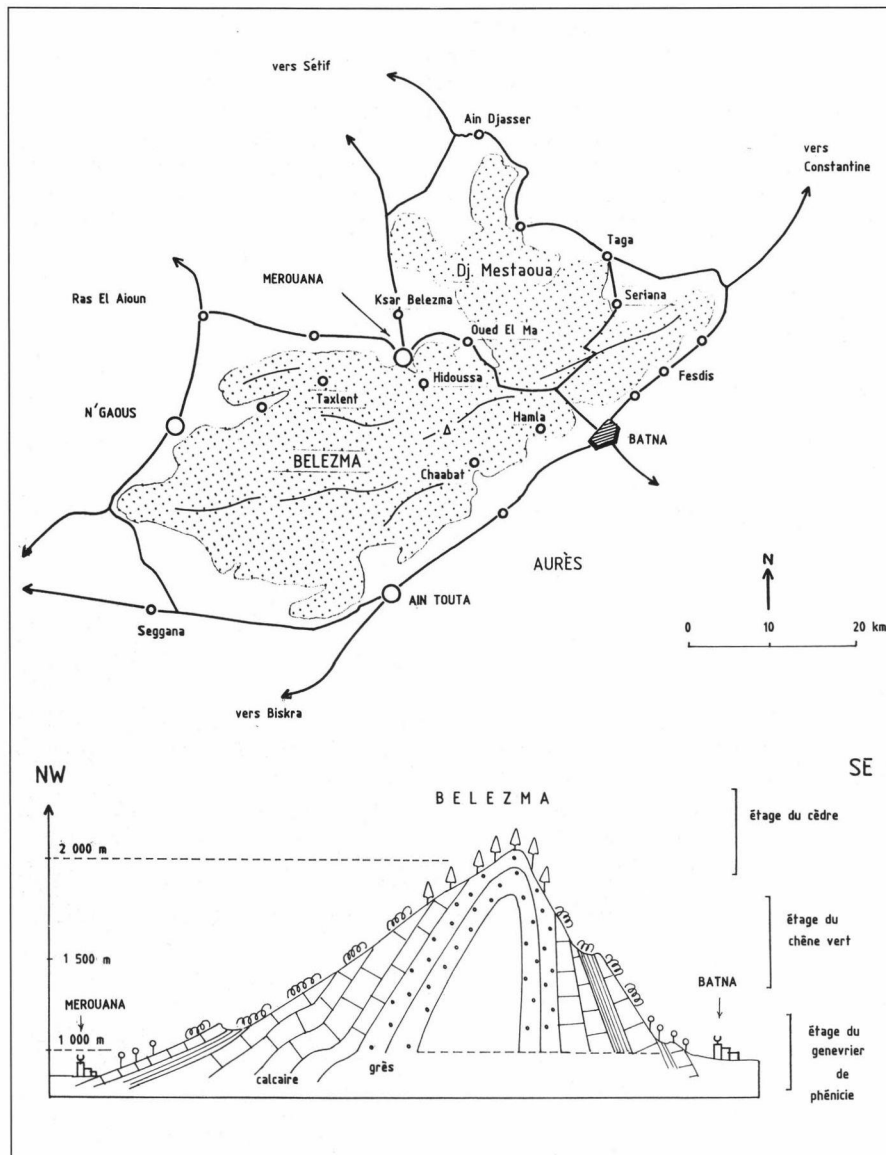 vers Sétif
Ain Djasser
vers
Constantine
Taga
Dj. Mestaoua
MEROUANA
Ras El Aioun
Ksar Belezma
Seriana
Oued El Ma
Hidoussa
Fesdis
Taxlent
N'GAOUS
Hamla
BATNA
BELEZMA
Chaabat
AURÈS
N
AIN TOUTA
Seggana
0 10 20 km
vers Biskra
NW
SE
BELEZMA
étage du cèdre
2 000 m
étage du
chêne vert
1 500 m
BATNA
MEROUANA
1 000 m
étage du
genevrier
de
phénicie
grès
calcaire